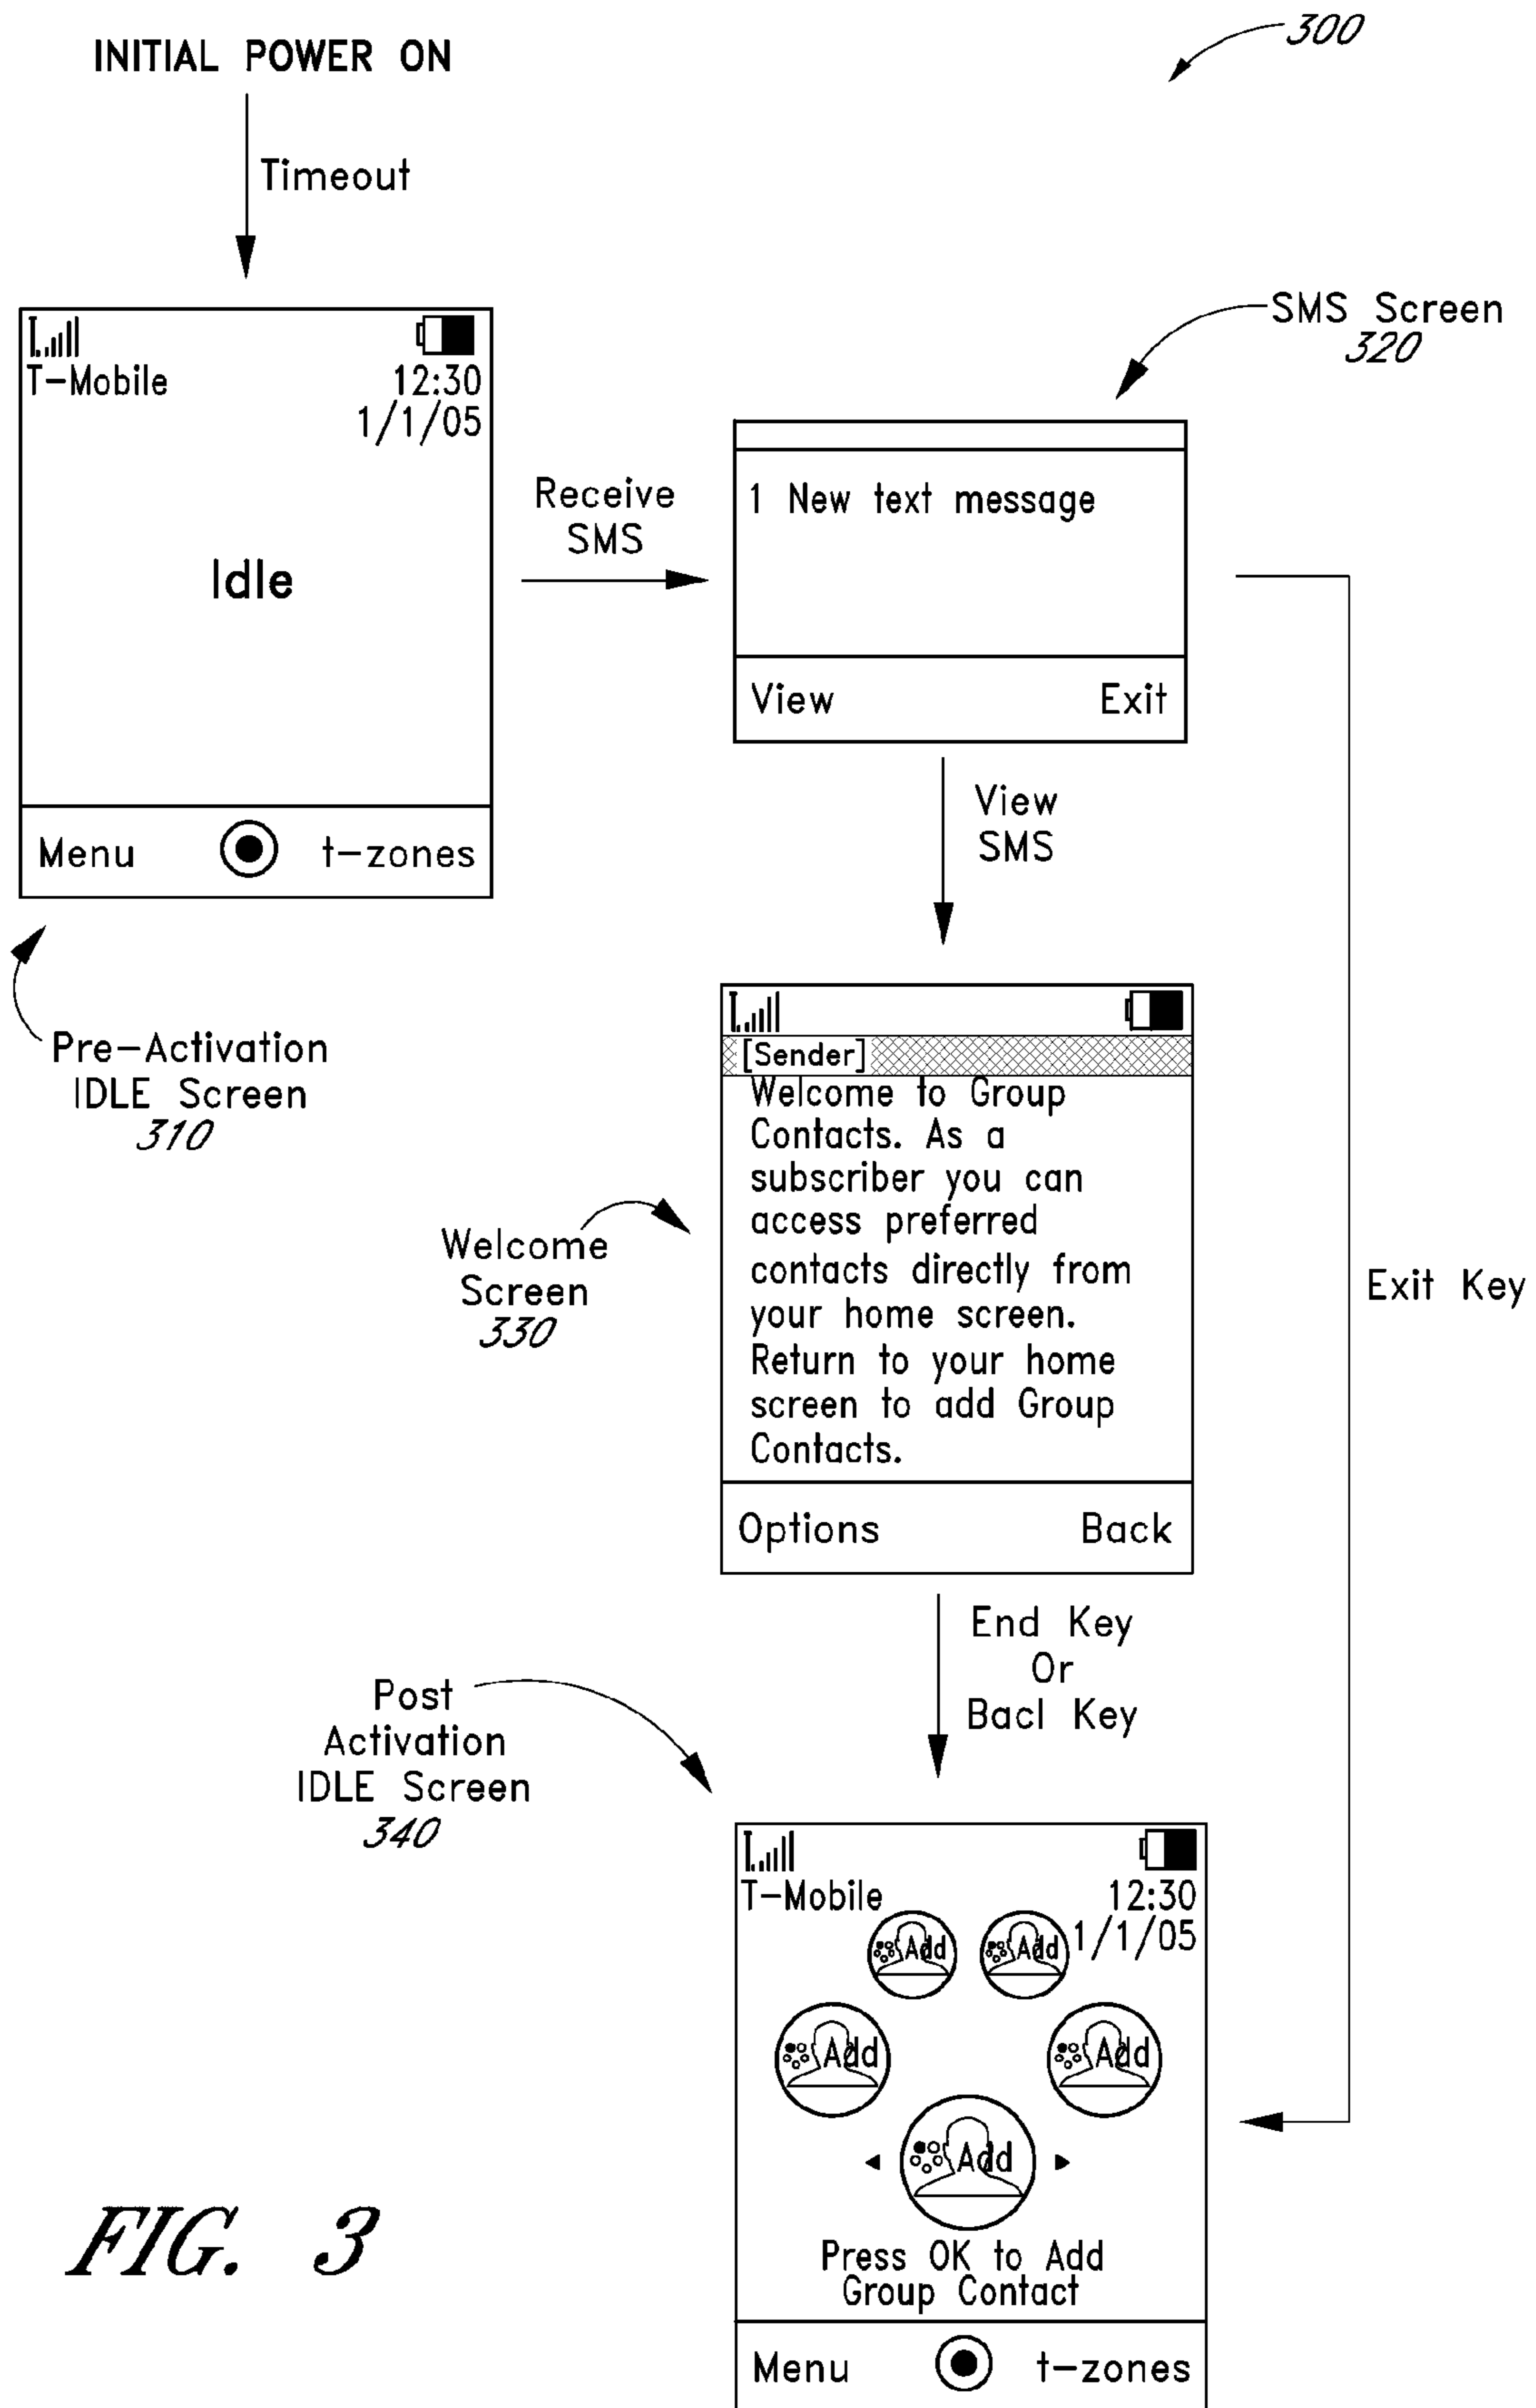 300
INITIAL POWER ON
Timeout
T-Mobile
12:30
1/1/05
Idle
Menu
t-zones
Pre-Activation
IDLE Screen
310
Receive
SMS
SMS Screen
320
1 New text message
View
Exit
View
SMS
Exit Key
Welcome
Screen
330
[Sender]
Welcome to Group
Contacts. As a
subscriber you can
access preferred
contacts directly from
your home screen.
Return to your home
screen to add Group
Contacts.
Options
Back
End Key
Or
Bacl Key
Post
Activation
IDLE Screen
340
T-Mobile
12:30
1/1/05
Add
Add
Add
Add
Add
Press OK to Add
Group Contact
Menu
t-zones
FIG. 3